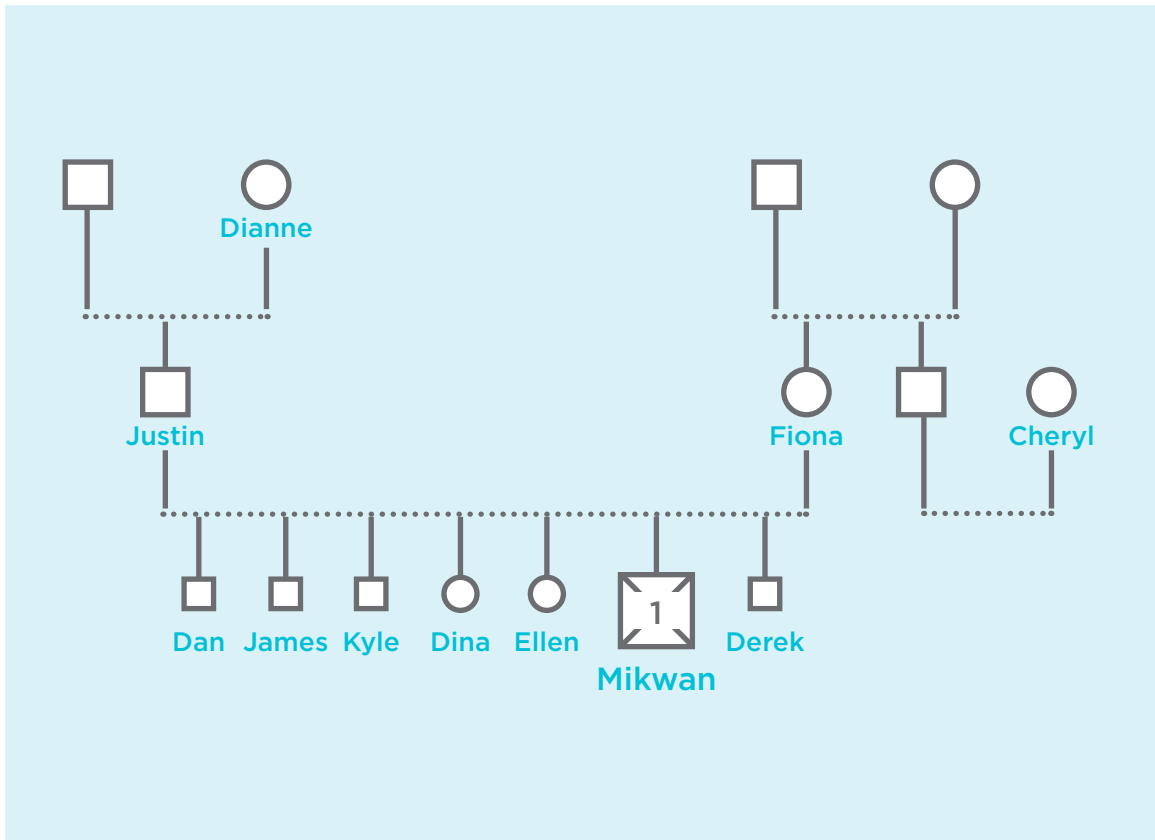 Dianne
Justin
Fiona
Cheryl
1
Dan
James
Kyle
Dina
Ellen
Derek
Mikwan